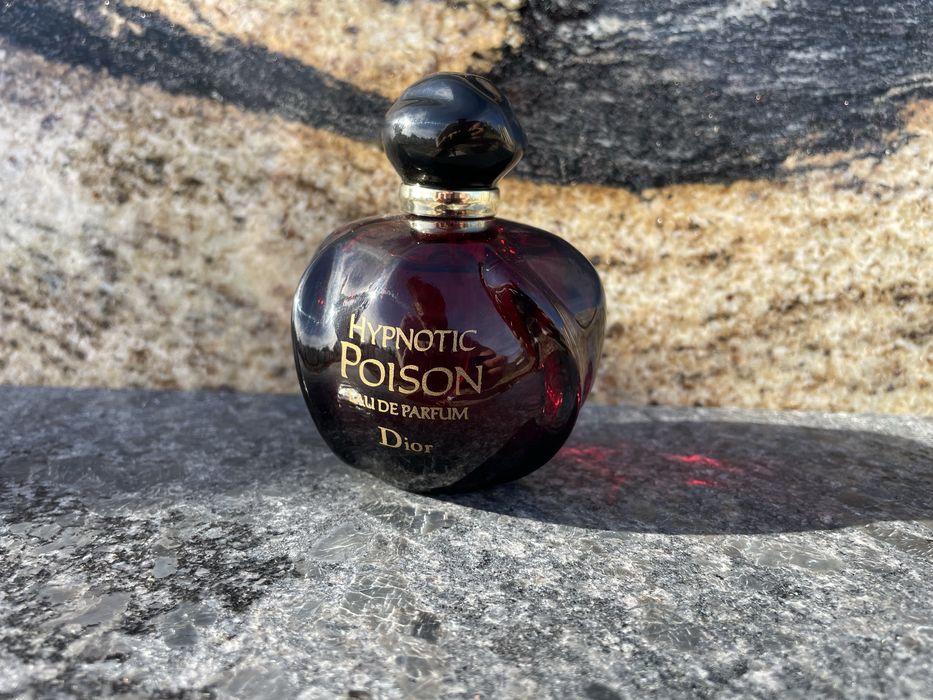 HYPNOTIC
POISON
EAU DE PARFUM
Dior